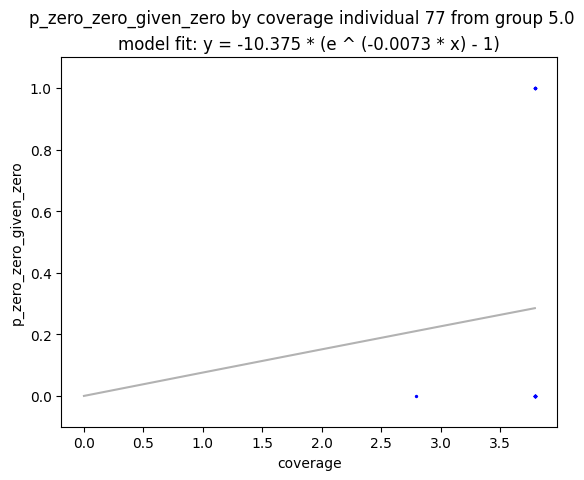 p_zero_zero_given_zero by coverage individual 77 from group 5.0
model fit: y = -10.375 * (e ^ (-0.0073 * x) - 1)
p_zero_zero_given_zero
1.0
0.8
0.6
0.4
0.2
0.0
0.0 0.5 1.0 1.5 2.0 2.5 3.0 3.5
coverage